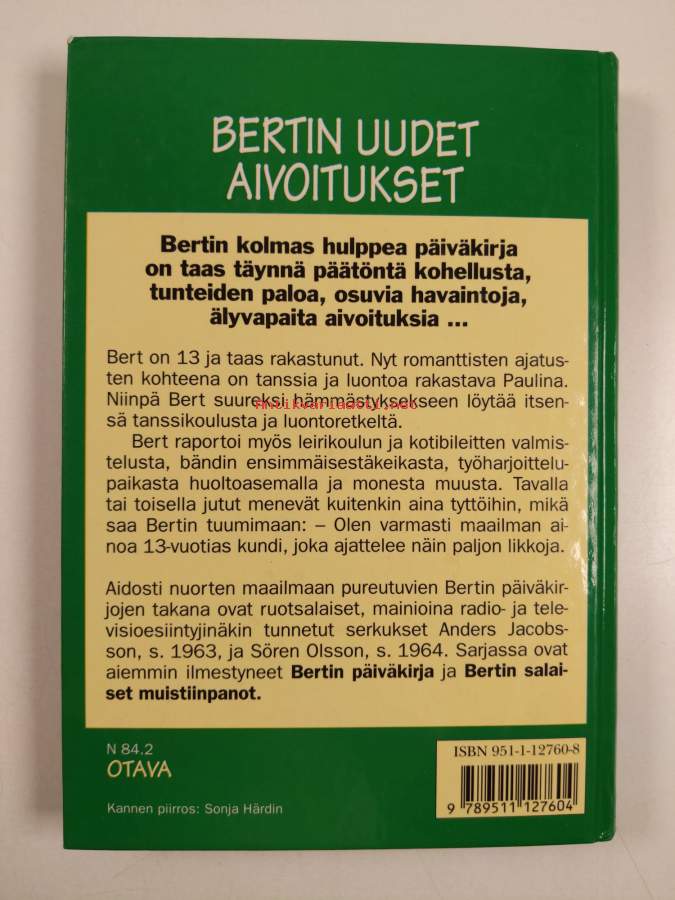 BERTIN UUDET
AIVOITUKSET
Bertin kolmas hulppea päiväkirja
on taas täynnä päätöntä kohellusta,
tunteiden paloa, osuvia havaintoja,
älyvapaita aivoituksia ...
Bert on 13 ja taas rakastunut. Nyt romanttisten ajatus-
ten kohteena on tanssia ja luontoa rakastava Paulina.
Niinpä Bert suureksi hämmästyksekseen löytää itsen-
Antikvariaatti.net
sä tanssikoulusta ja luontoretkeltä.
Bert raportoi myös leirikoulun ja kotibileitten valmis-
telusta, bändin ensimmäisestäkeikasta, työharjoittelu-
paikasta huoltoasemalla ja monesta muusta. Tavalla
tai toisella jutut menevät kuitenkin aina tyttöihin, mikä
saa Bertin tuumimaan: – Olen varmasti maailman ai-
noa 13-vuotias kundi, joka ajattelee näin paljon likkoja.
Aidosti nuorten maailmaan pureutuvien Bertin päiväkir-
jojen takana ovat ruotsalaiset, mainioina radio- ja tele-
visioesiintyjinäkin tunnetut serkukset Anders Jacobs-
son, s. 1963, ja Sören Olsson, s. 1964. Sarjassa ovat
aiemmin ilmestyneet Bertin päiväkirja ja Bertin salai-
set muistiinpanot.
N 84.2
OTAVA
Kannen piirros: Sonja Härdin
ISBN 951-1-12760-8
9 789511 127604